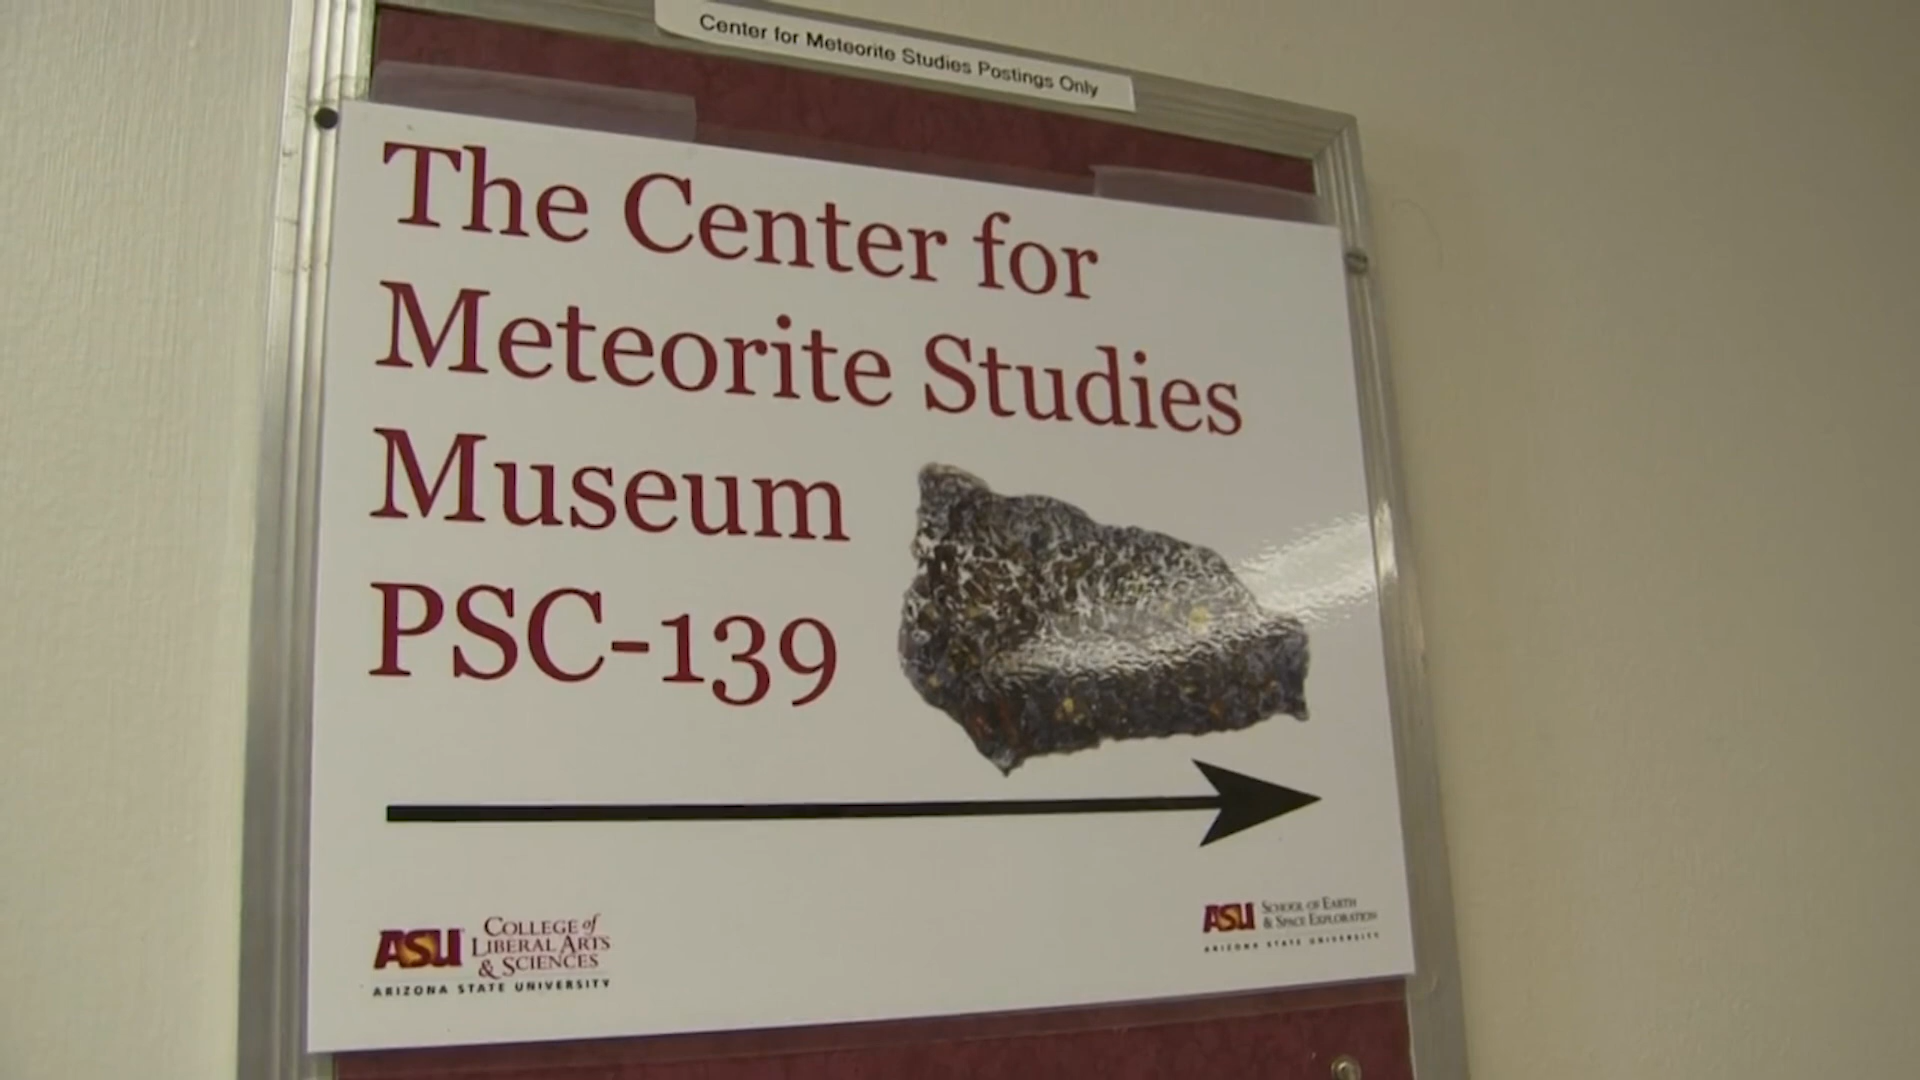 Center for Meteorite Studies Postings Only
The Center for
Meteorite Studies
Museum
PSC-139
ASU
COLLEGE of
LIBERAL ARTS
& SCIENCES
ARIZONA STATE UNIVERSITY
ASU
SCHOOL OF EARTH
& SPACE EXPLORATION
ARIZONA STATE UNIVERSITY